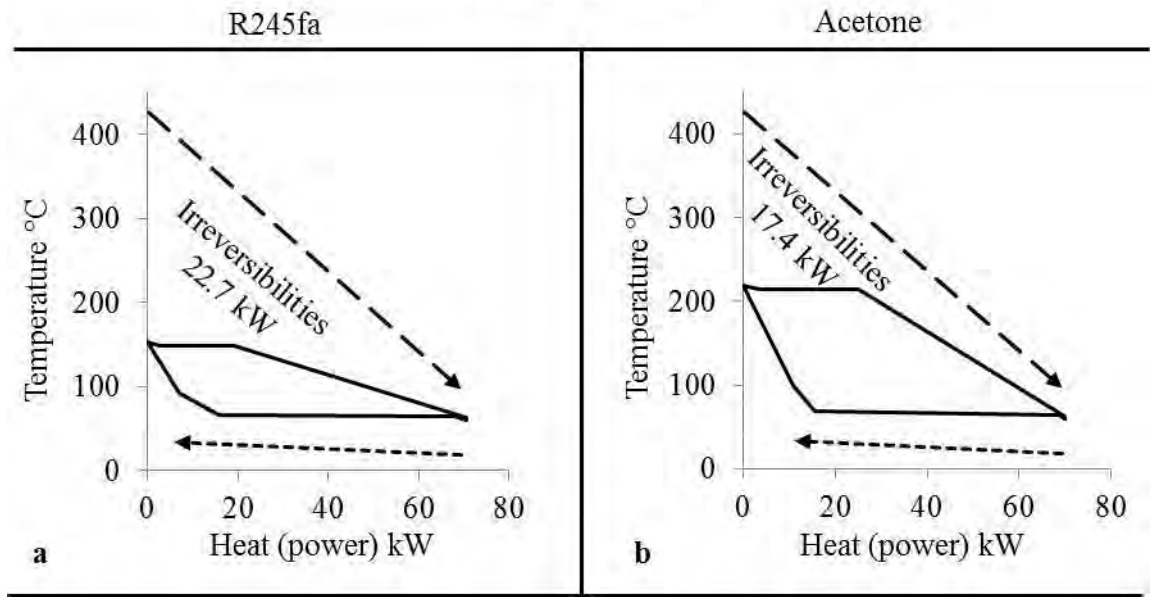 R245fa
Acetone
Temperature °C
400
300
200
100
0
Irreversibilities
22.7 kW
0 20 40 60 80
Heat (power) kW
a
Temperature °C
400
300
200
100
0
Irreversibilities
17.4 kW
0 20 40 60 80
Heat (power) kW
b